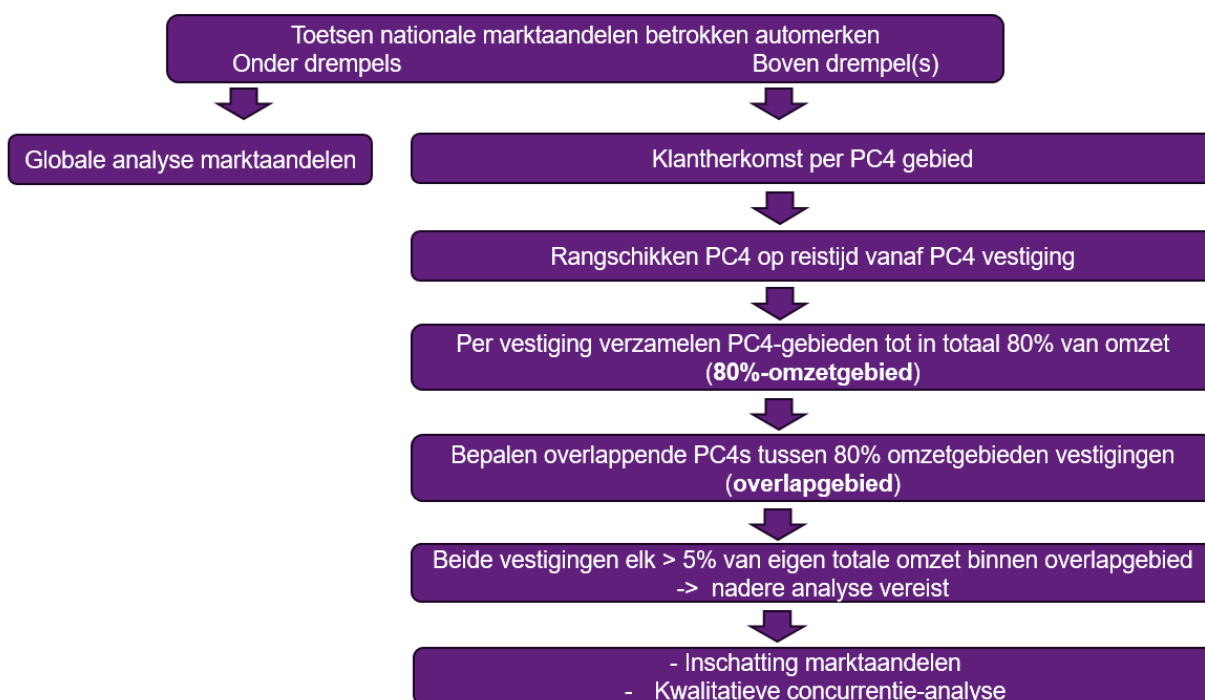 Toetsen nationale marktaandelen betrokken automerken
Onder drempels Boven drempel(s)
Globale analyse marktaandelen
Klantherkomst per PC4 gebied
Rangschikken PC4 op reistijd vanaf PC4 vestiging
Per vestiging verzamelen PC4-gebieden tot in totaal 80% van omzet
(80%-omzetgebied)
Bepalen overlappende PC4s tussen 80% omzetgebieden vestigingen
(overlapgebied)
Beide vestigingen elk > 5% van eigen totale omzet binnen overlapgebied
-> nadere analyse vereist
- Inschatting marktaandelen
- Kwalitatieve concurrentie-analyse